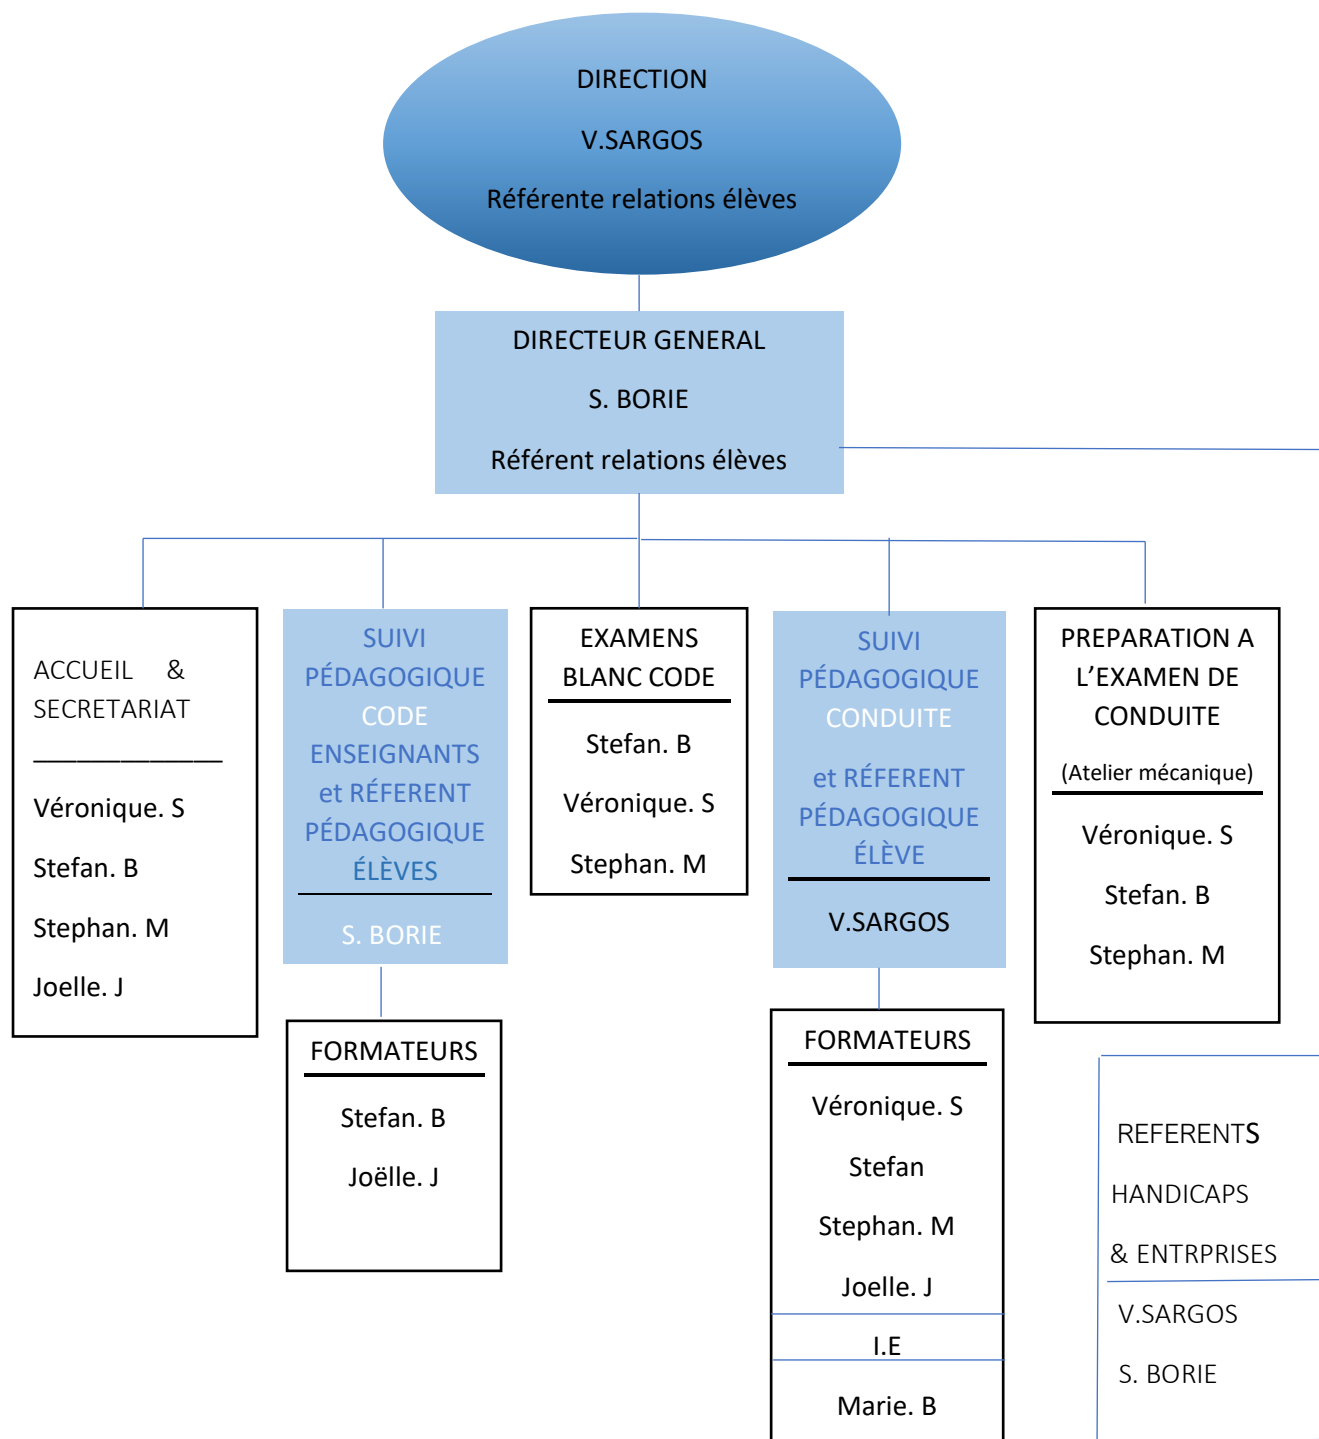 DIRECTION
V.SARGOS
Référente relations élèves
DIRECTEUR GENERAL
S. BORIE
Référent relations élèves
ACCUEIL &
SECRETARIAT
Véronique. S
Stefan. B
Stephan. M
Joelle. J
SUIVI
PÉDAGOGIQUE
CODE
ENSEIGNANTS
et RÉFERENT
PÉDAGOGIQUE
ÉLÈVES
S. BORIE
FORMATEURS
Stefan. B
Joëlle. J
EXAMENS
BLANC CODE
Stefan. B
Véronique. S
Stephan. M
SUIVI
PÉDAGOGIQUE
CONDUITE
et RÉFERENT
PÉDAGOGIQUE
ÉLÈVE
V.SARGOS
FORMATEURS
Véronique. S
Stefan
Stephan. M
Joelle. J
I.E
Marie. B
PREPARATION A
L’EXAMEN DE
CONDUITE
(Atelier mécanique)
Véronique. S
Stefan. B
Stephan. M
REFERENTS
HANDICAPS
& ENTRPRISES
V.SARGOS
S. BORIE